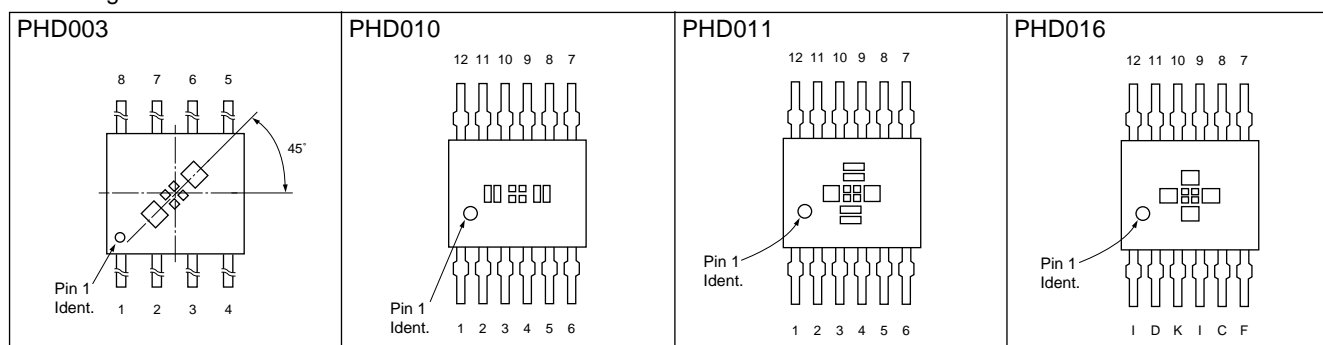 PHD003
8 7 6 5
45°
Pin 1
Ident.
1 2 3 4
PHD010
12 11 10 9 8 7
Pin 1
Ident.
1 2 3 4 5 6
PHD011
12 11 10 9 8 7
Pin 1
Ident.
1 2 3 4 5 6
PHD016
12 11 10 9 8 7
Pin 1
Ident.
I D K I C F